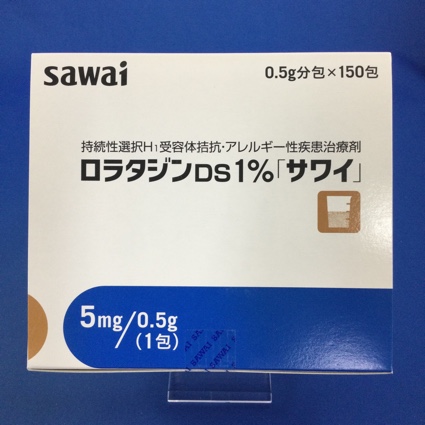 sawai
0.5g分包×150包
持続性選択H1受容体拮抗・アレルギー性疾患治療剤
ロラタジンDS1%「サワイ」
5mg/0.5g
(1包)
SAWAI